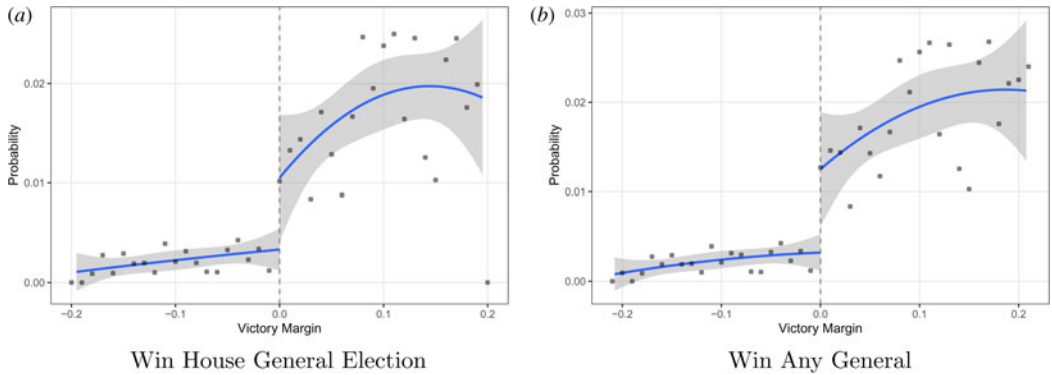 (a)
0.02
0.01
0.00
Probability
−0.2
−0.1
0.0
0.1
0.2
Victory Margin
Win House General Election
(b)
0.03
0.02
0.01
0.00
Probability
−0.2
−0.1
0.0
0.1
0.2
Victory Margin
Win Any General